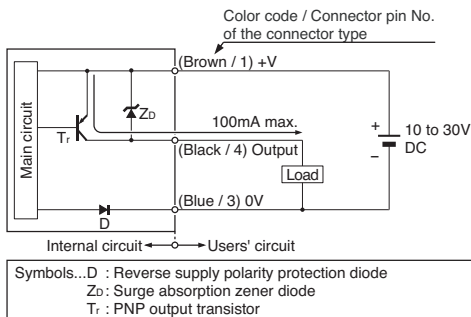 Color code / Connector pin No.
of the connector type
(Brown / 1) +V
Main circuit
Tr
ZD
100mA max.
(Black / 4) Output
+
10 to 30V
DC
−
Load
(Blue / 3) 0V
D
Internal circuit
Users' circuit
Symbols...D : Reverse supply polarity protection diode
ZD : Surge absorption zener diode
Tr : PNP output transistor